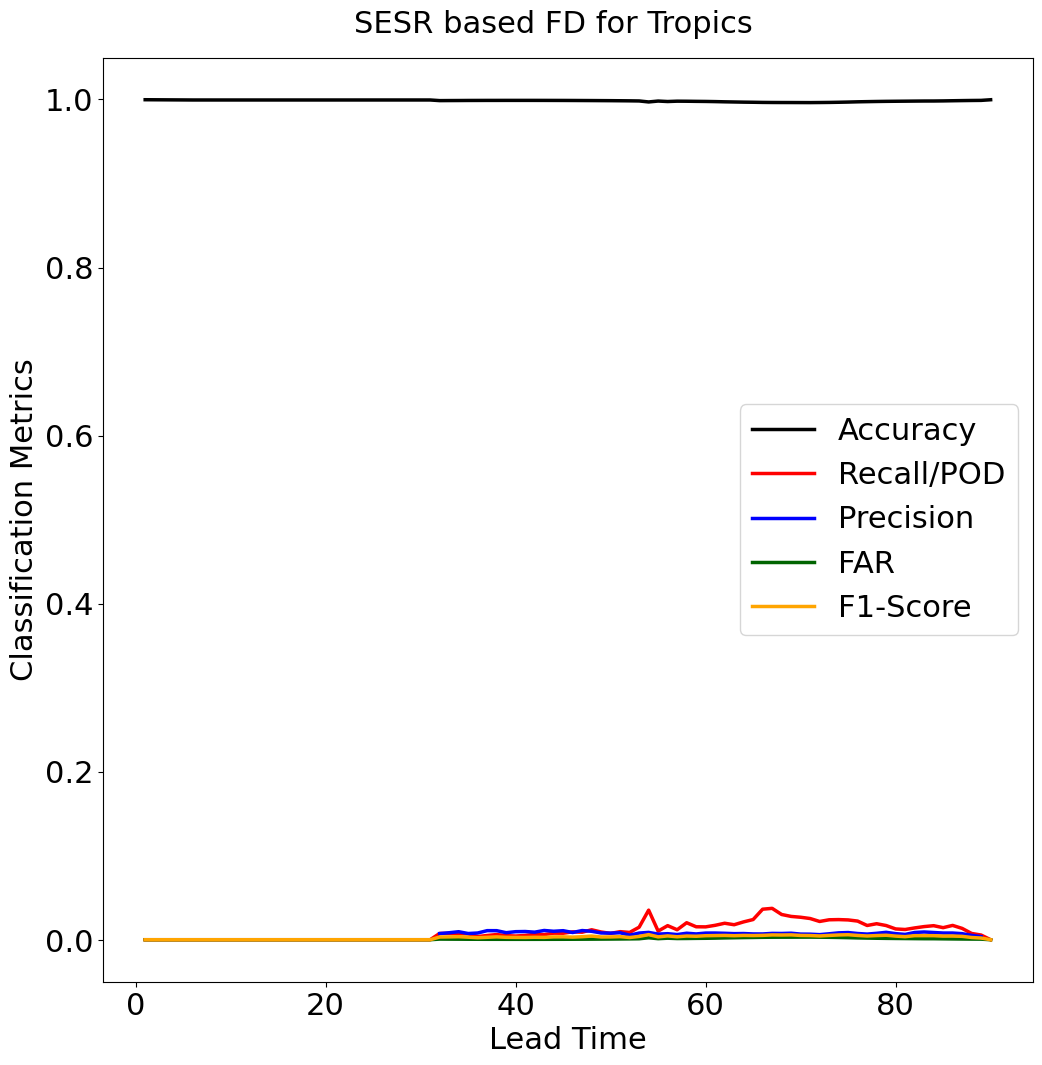 SESR based FD for Tropics
1.0
0.8
0.6
0.4
0.2
0.0
Classification Metrics
Accuracy
Recall/POD
Precision
FAR
F1-Score
0 20 40 60 80
Lead Time